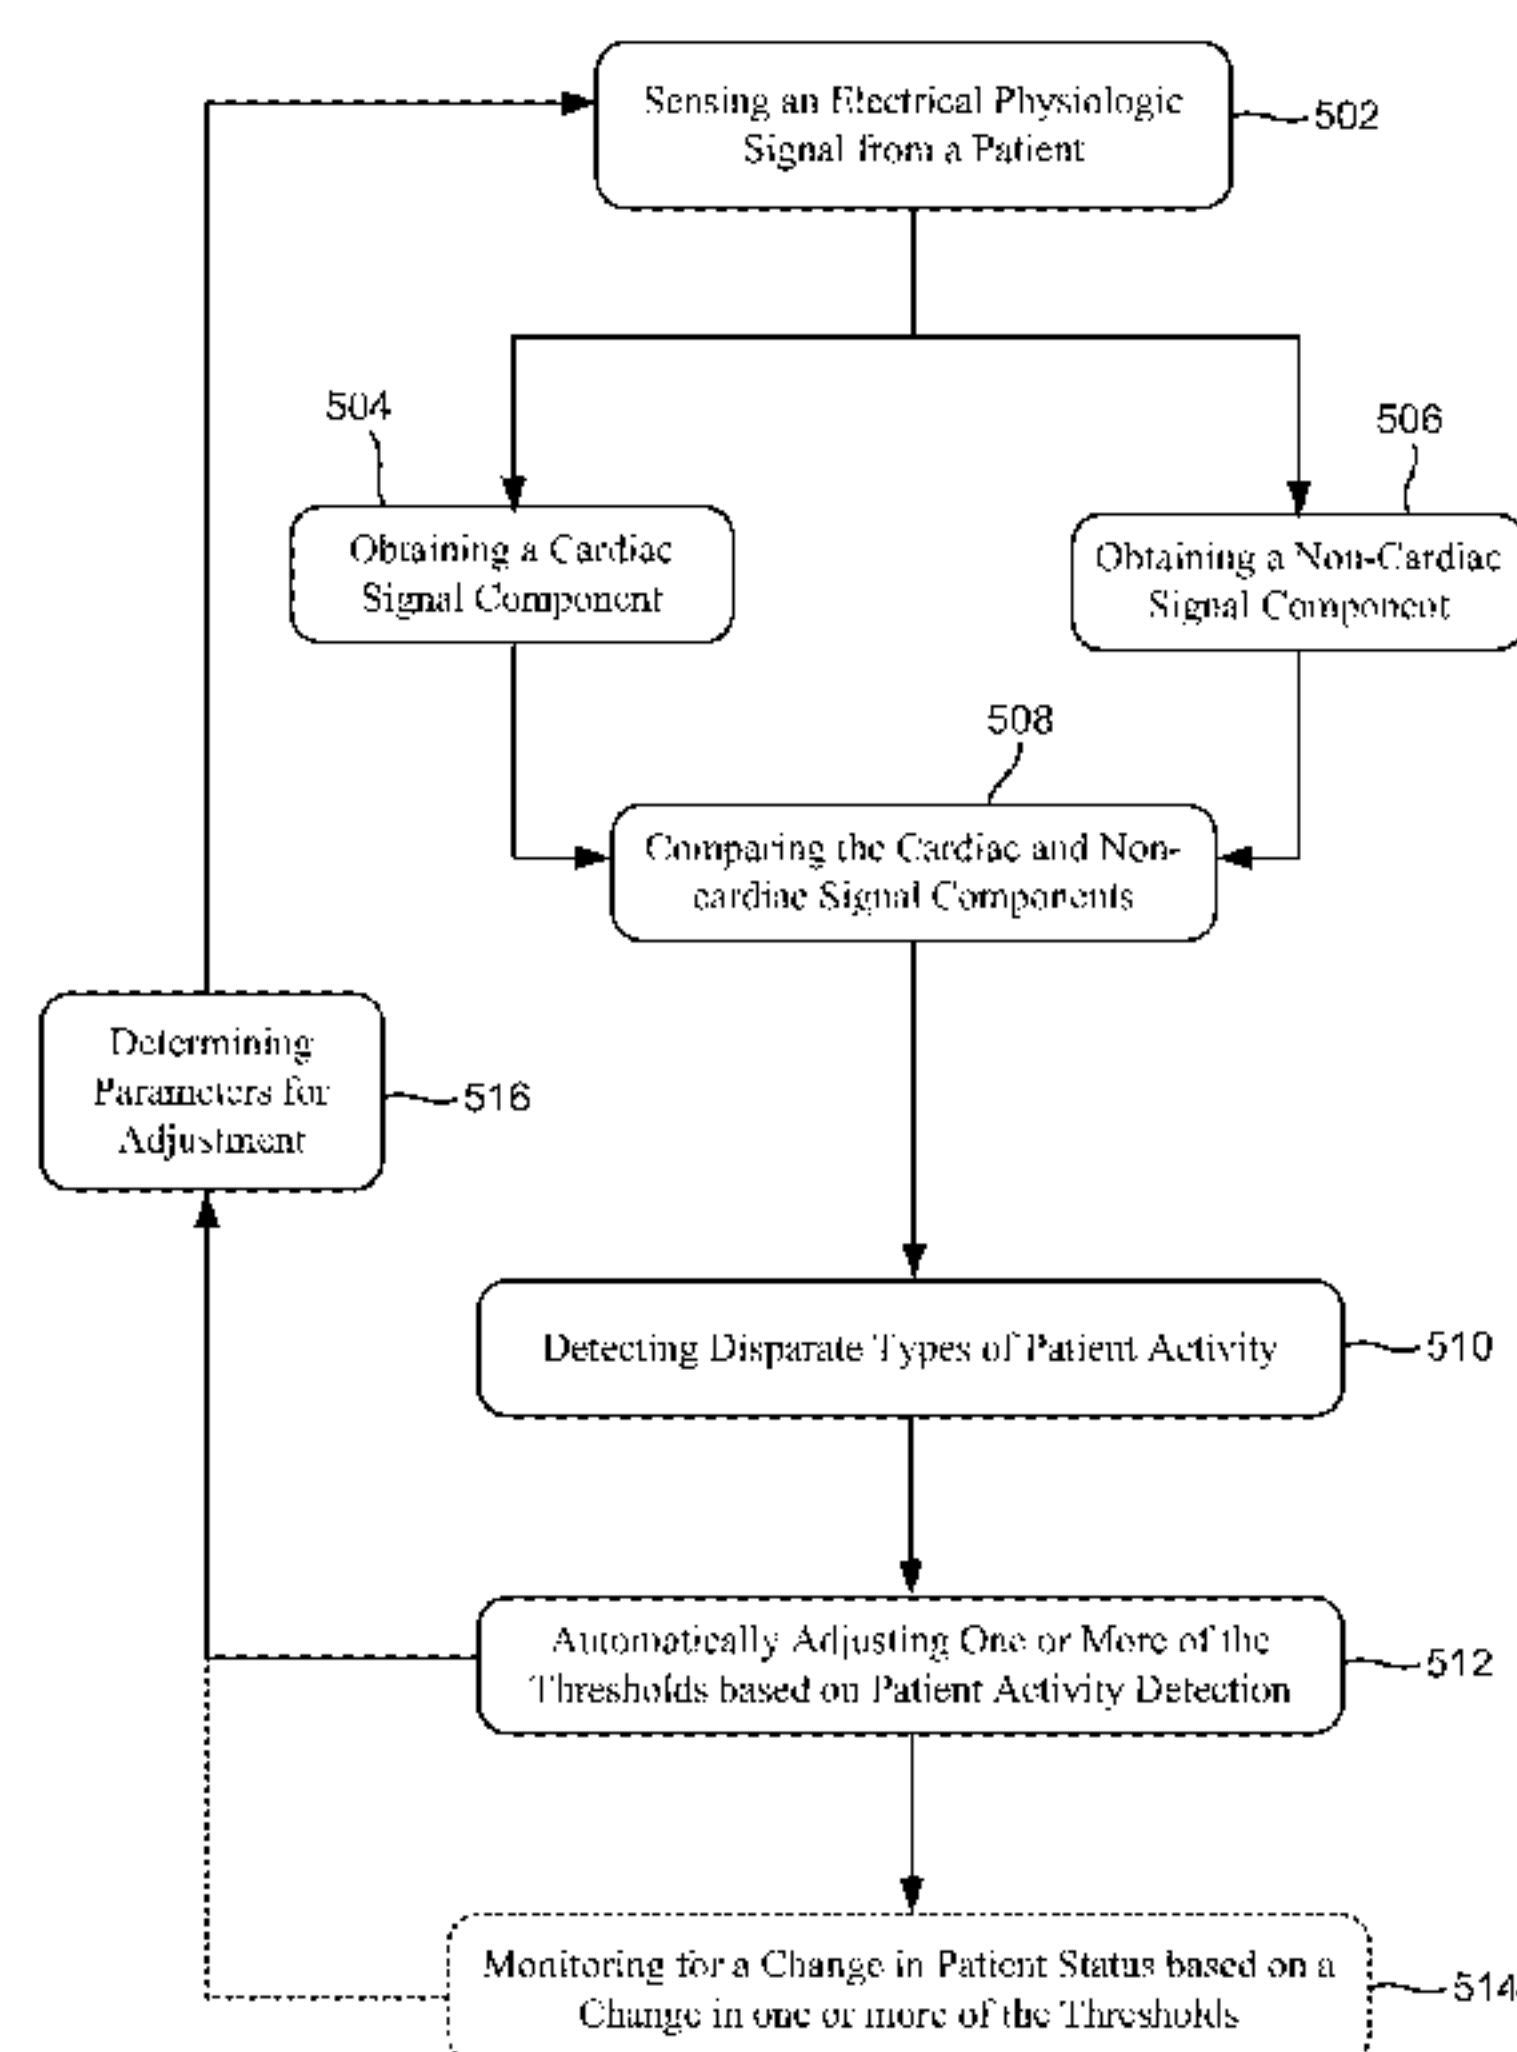 Sensing an Electrical Physiologic
Signal from a Patient
502
504
506
Obtaining a Cardiac
Signal Component
Obtaining a Non-Cardiac
Signal Component
508
Comparing the Cardiac and Non-
cardiac Signal Components
Determining
Parameters for
Adjustment
516
Detecting Disparate Types of Patient Activity
510
Automatically Adjusting One or More of the
Thresholds based on Patient Activity Detection
512
Monitoring for a Change in Patient Status based on a
Change in one or more of the Thresholds
514